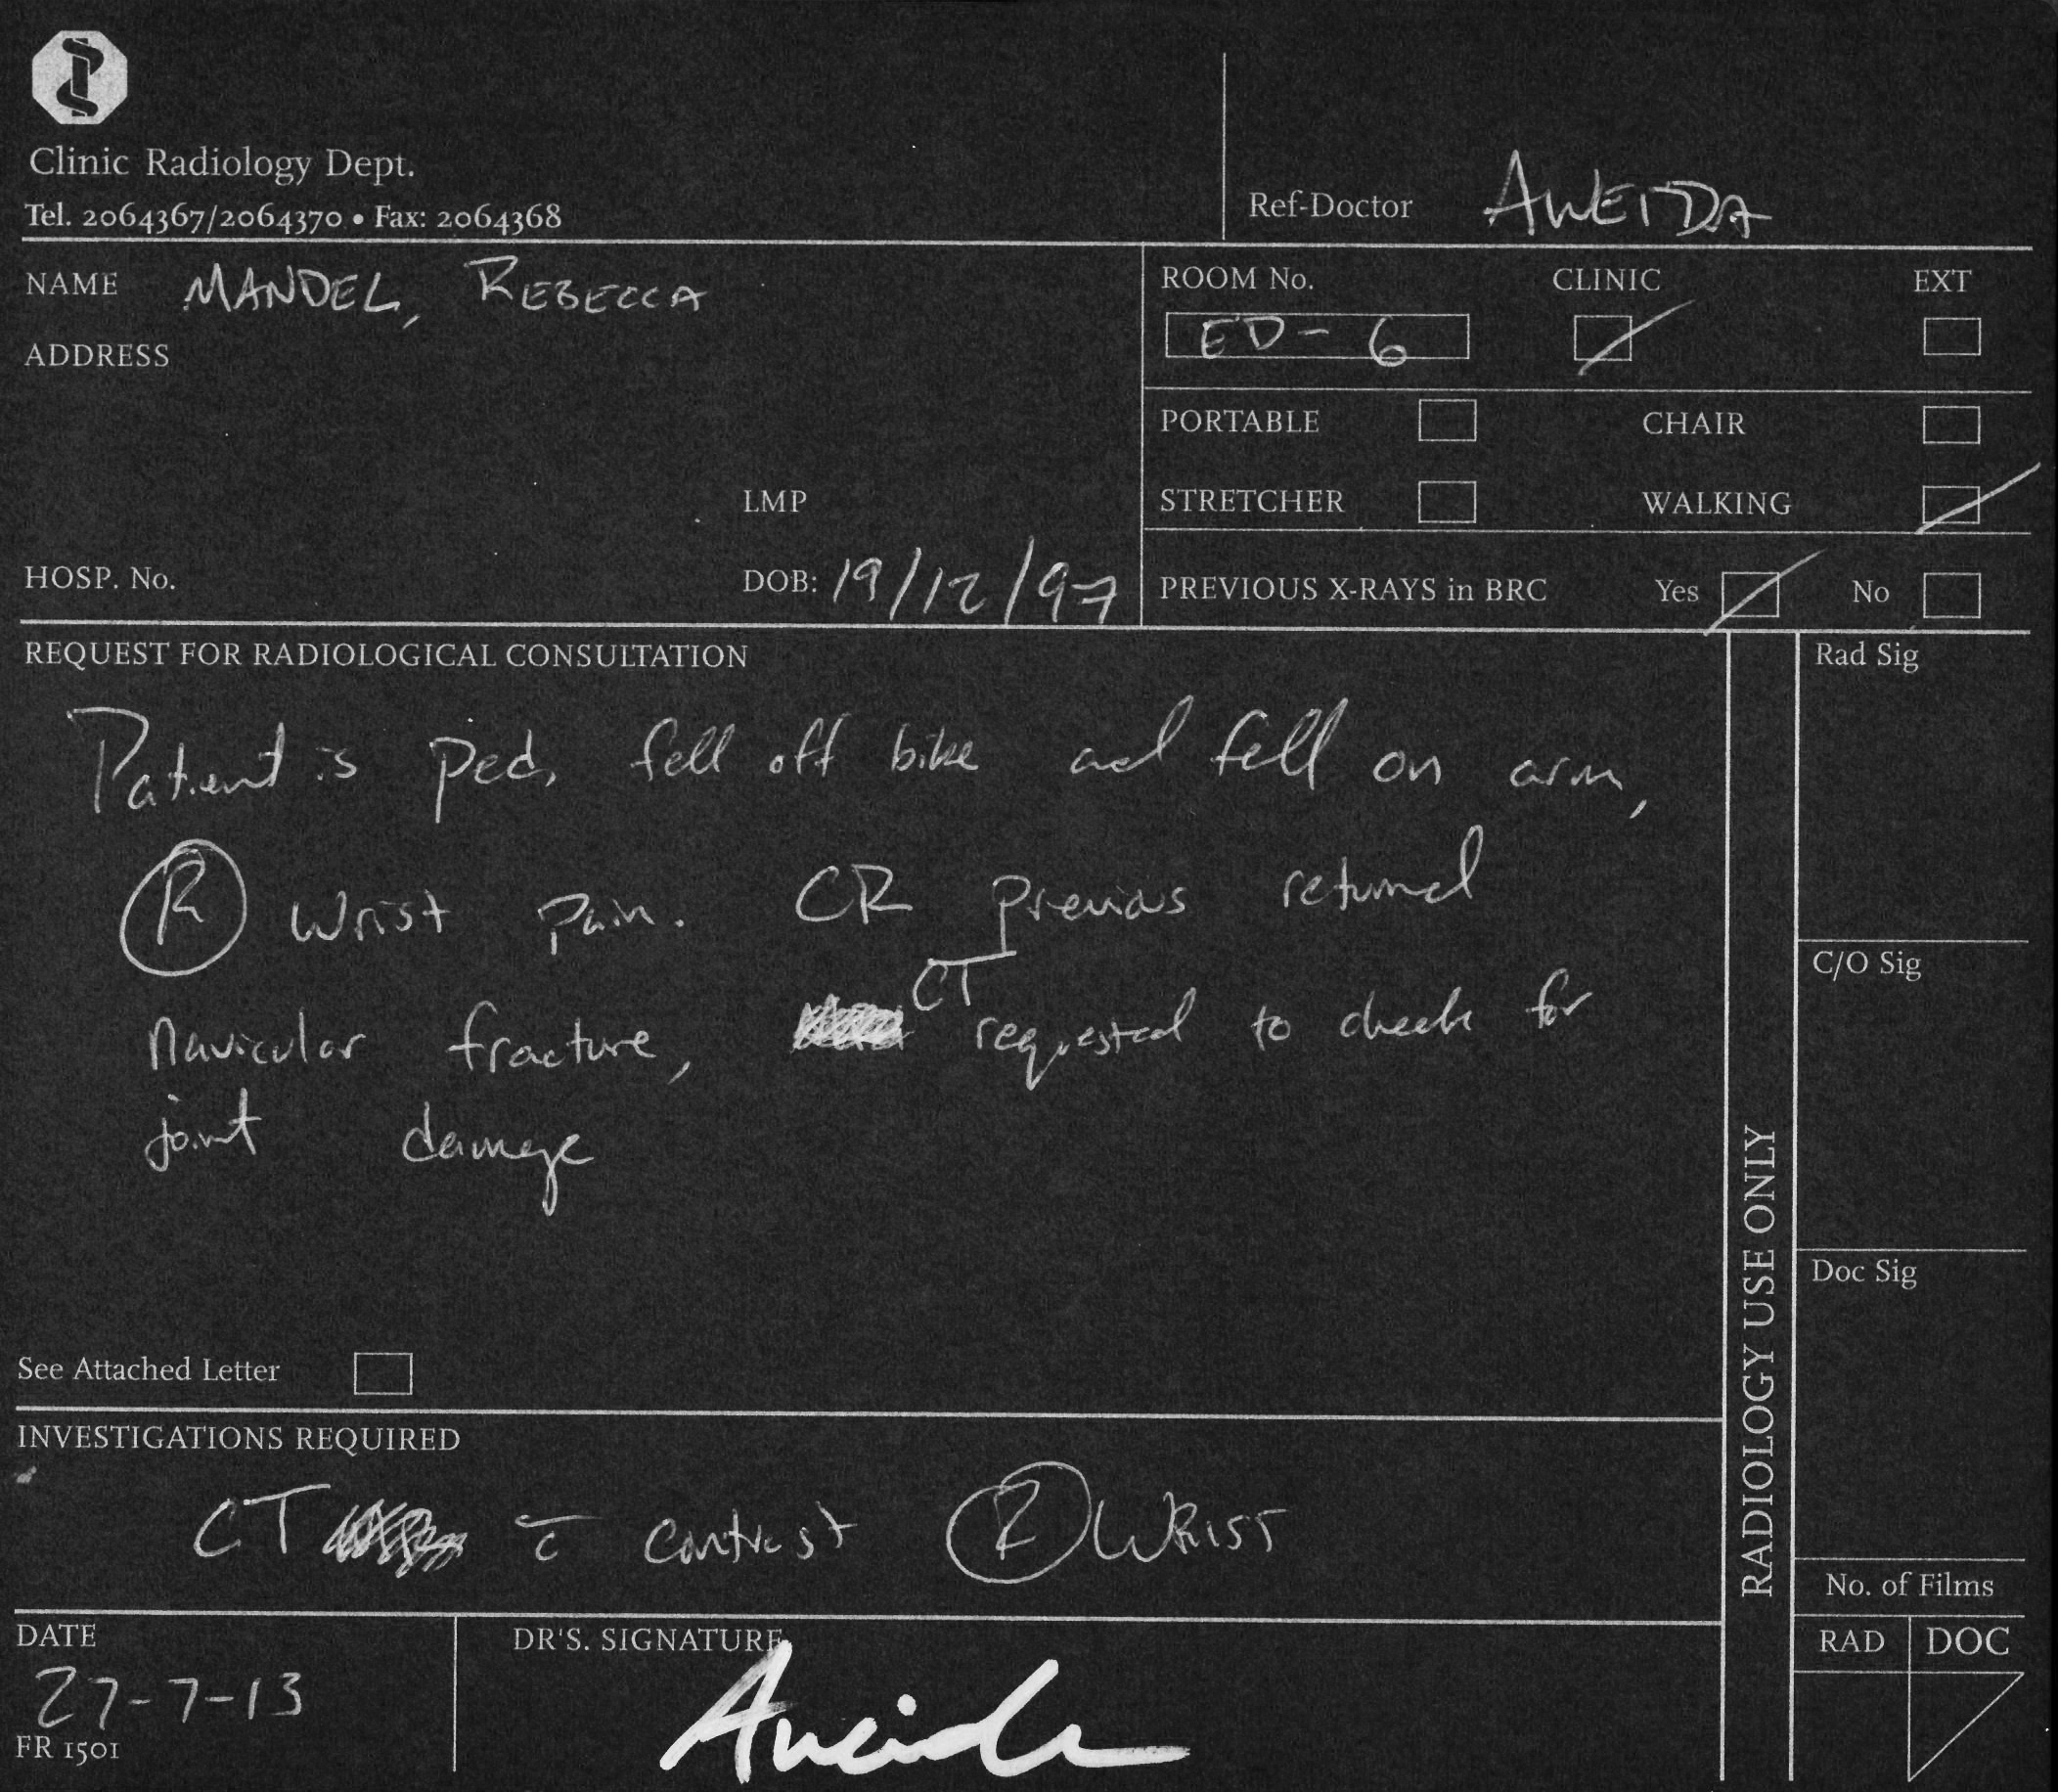 Clinic Radiology Dept.
Tel. 2064367/2064370 • Fax: 2064368
Ref-Doctor AWEIDA
NAME MANDEL, REBECCA
ADDRESS
LMP
HOSP. No.
DOB: 19/12/97
ROOM No. CLINIC EXT
ED-6
PORTABLE CHAIR
STRETCHER WALKING
PREVIOUS X-RAYS in BRC Yes No
REQUEST FOR RADIOLOGICAL CONSULTATION
Patient is ped, fell off bike and fell on arm,
R Wrist pain. CR previous returned
navicular fracture, CT requested to check for
joint damage
See Attached Letter
INVESTIGATIONS REQUIRED
CT c̄ contrast R WRIST
DATE
27-7-13
FR 1501
DR'S. SIGNATURE
Aweida
RADIOLOGY USE ONLY
Rad Sig
C/O Sig
Doc Sig
No. of Films
RAD DOC